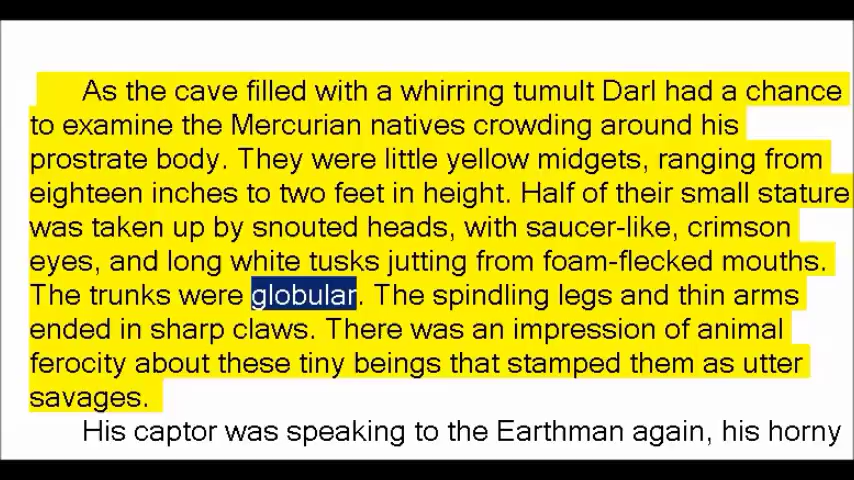 As the cave filled with a whirring tumult Darl had a chance
to examine the Mercurian natives crowding around his
prostrate body. They were little yellow midgets, ranging from
eighteen inches to two feet in height. Half of their small stature
was taken up by snouted heads, with saucer-like, crimson
eyes, and long white tusks jutting from foam-flecked mouths.
The trunks were globular. The spindling legs and thin arms
ended in sharp claws. There was an impression of animal
ferocity about these tiny beings that stamped them as utter
savages.
His captor was speaking to the Earthman again, his horny